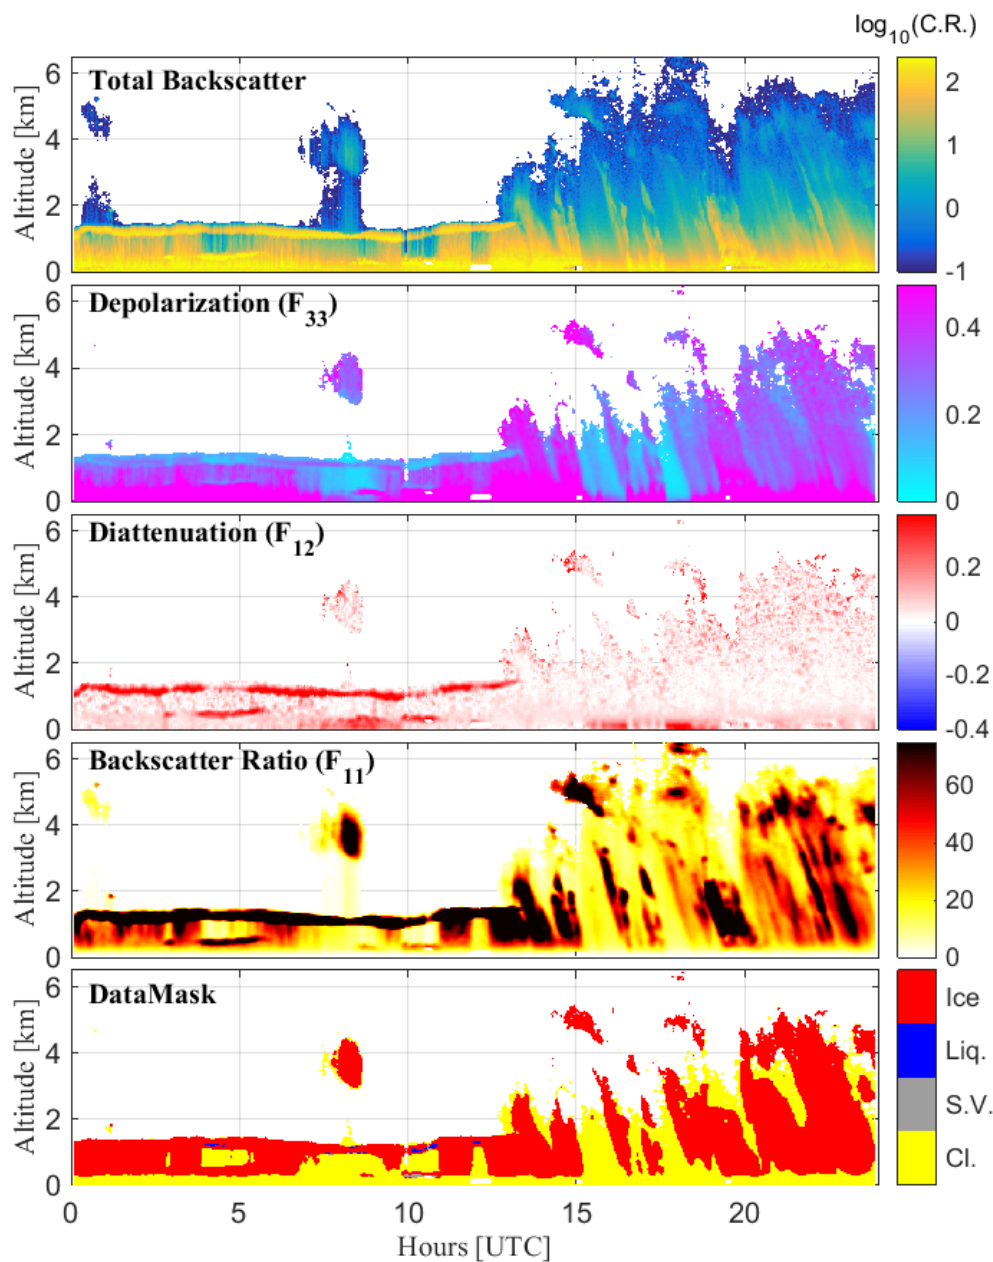 log10(C.R.)
Total Backscatter
Altitude [km]
6
4
2
0
2
1
0
-1
Depolarization (F33)
Altitude [km]
6
4
2
0
0.4
0.2
0
Diattenuation (F12)
Altitude [km]
6
4
2
0
0.2
0
-0.2
-0.4
Backscatter Ratio (F11)
Altitude [km]
6
4
2
0
60
40
20
0
DataMask
Altitude [km]
6
4
2
0
Ice
Liq.
S.V.
Cl.
0 5 10 15 20
Hours [UTC]